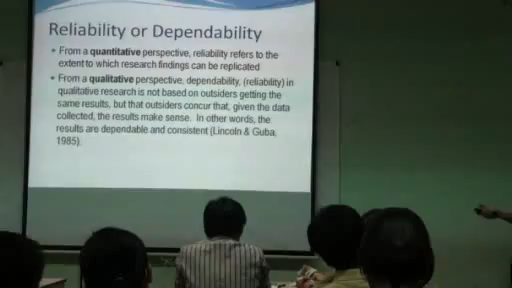 Reliability or Dependability
From a quantitative perspective, reliability refers to the
extent to which research findings can be replicated
From a qualitative perspective, dependability, (reliability) in
qualitative research is not based on outsiders getting the
same results, but that outsiders concur that, given the data
collected, the results make sense. In other words, the
results are dependable and consistent (Lincoln & Guba,
1985).